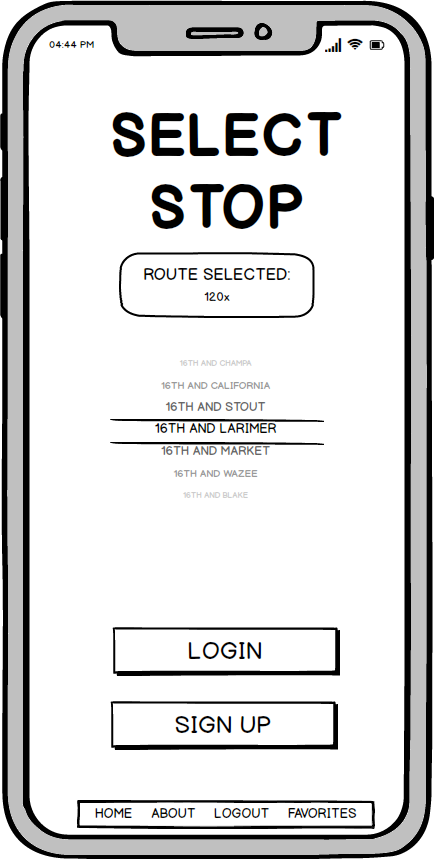 04:44 PM
SELECT
STOP
ROUTE SELECTED:
120x
16TH AND CHAMPA
16TH AND CALIFORNIA
16TH AND STOUT
16TH AND LARIMER
16TH AND MARKET
16TH AND WAZEE
16TH AND BLAKE
LOGIN
SIGN UP
HOME ABOUT LOGOUT FAVORITES